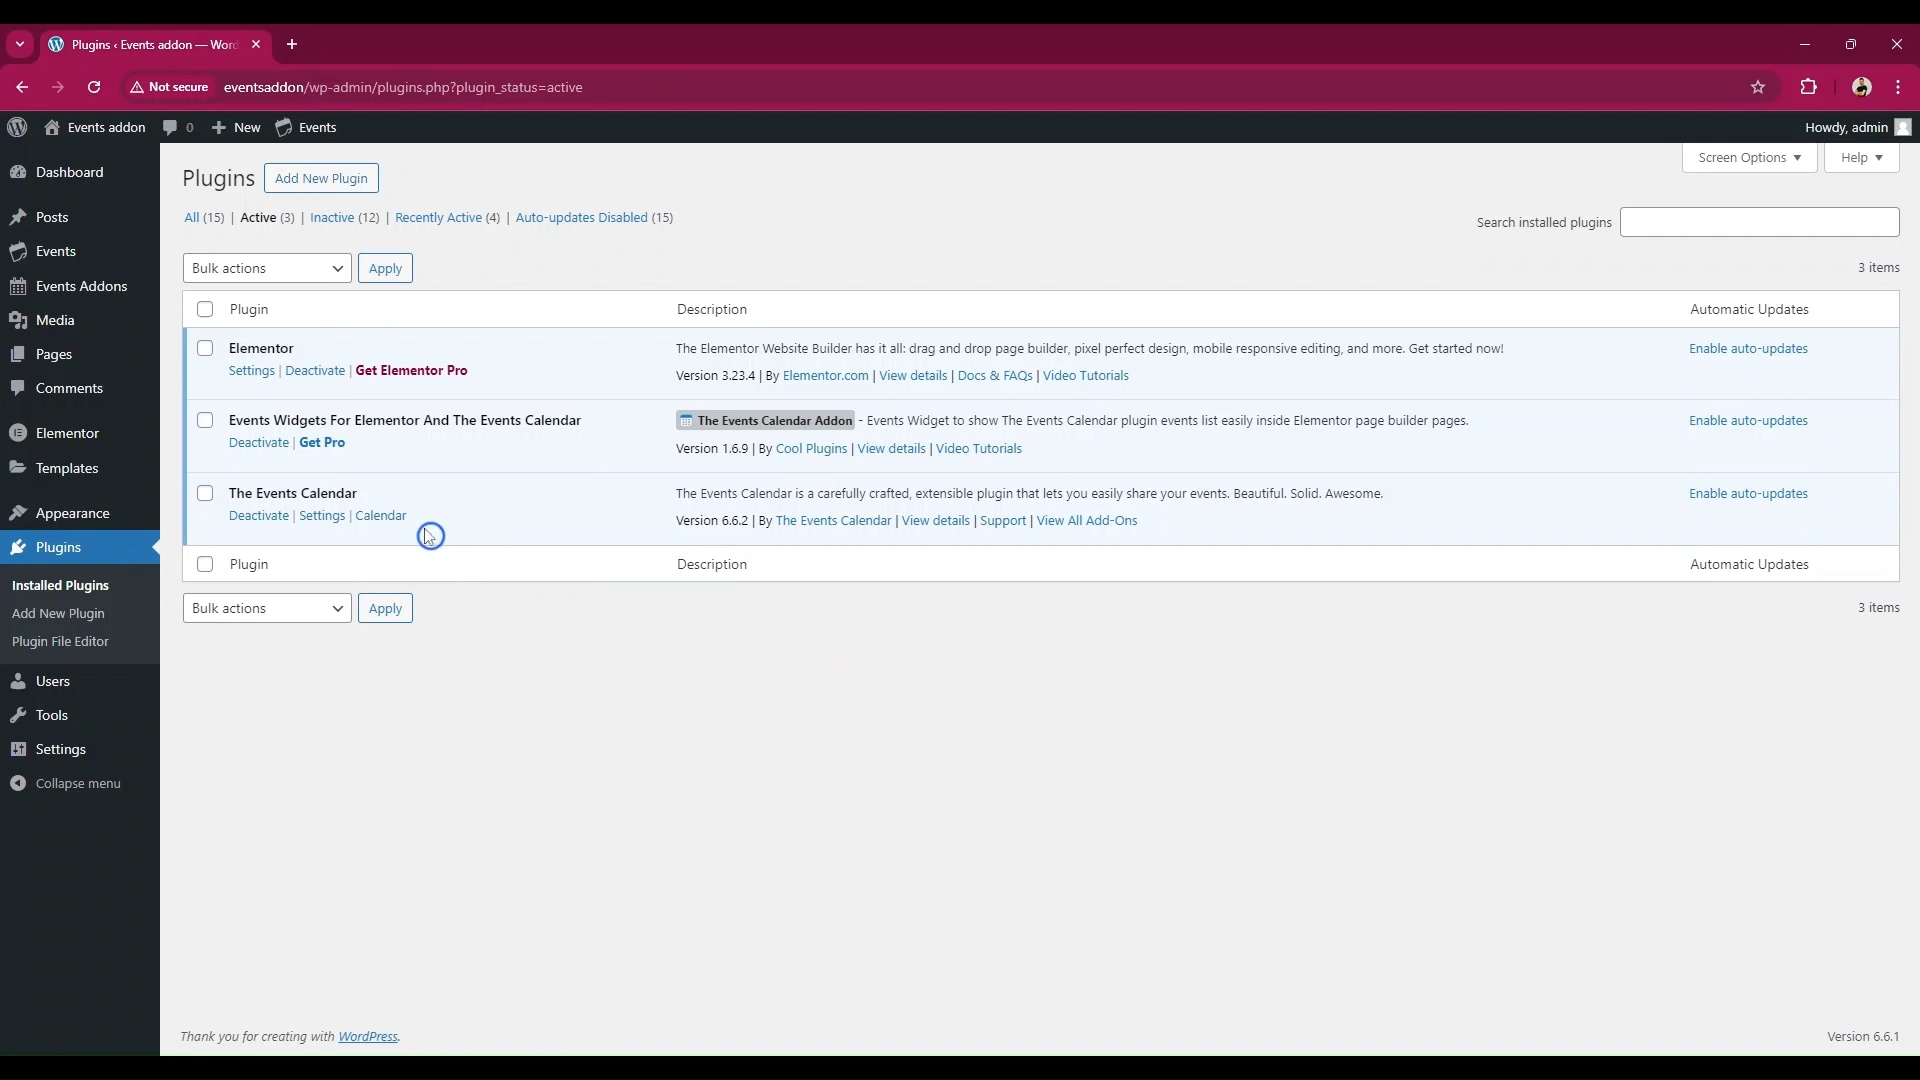 Plugins ‹ Events addon — Word
Not secure eventsaddon/wp-admin/plugins.php?plugin_status=active
Events addon 0 New Events Howdy, admin
Screen Options Help
Dashboard
Posts
Events
Events Addons
Media
Pages
Comments
Elementor
Templates
Appearance
Plugins
Installed Plugins
Add New Plugin
Plugin File Editor
Users
Tools
Settings
Collapse menu
Plugins Add New Plugin
All (15) | Active (3) | Inactive (12) | Recently Active (4) | Auto-updates Disabled (15)
Search installed plugins
Bulk actions Apply 3 items
Plugin Description Automatic Updates
Elementor The Elementor Website Builder has it all: drag and drop page builder, pixel perfect design, mobile responsive editing, and more. Get started now! Enable auto-updates
Settings | Deactivate | Get Elementor Pro Version 3.23.4 | By Elementor.com | View details | Docs & FAQs | Video Tutorials
Events Widgets For Elementor And The Events Calendar The Events Calendar Addon - Events Widget to show The Events Calendar plugin events list easily inside Elementor page builder pages. Enable auto-updates
Deactivate | Get Pro Version 1.6.9 | By Cool Plugins | View details | Video Tutorials
The Events Calendar The Events Calendar is a carefully crafted, extensible plugin that lets you easily share your events. Beautiful. Solid. Awesome. Enable auto-updates
Deactivate | Settings | Calendar Version 6.6.2 | By The Events Calendar | View details | Support | View All Add-Ons
Plugin Description Automatic Updates
Bulk actions Apply 3 items
Thank you for creating with WordPress. Version 6.6.1